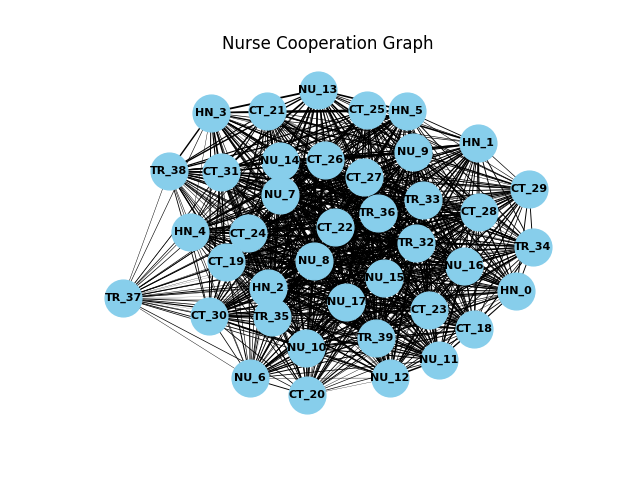 Nurse Cooperation Graph
NU_13
HN_3
CT_21
CT_25
HN_5
HN_1
NU_9
NU_14
CT_26
TR_38
CT_31
CT_27
CT_29
NU_7
TR_33
TR_36
CT_28
HN_4
CT_24
CT_22
TR_32
TR_34
CT_19
NU_8
NU_16
NU_15
HN_2
HN_0
TR_37
NU_17
CT_30
TR_35
CT_23
CT_18
TR_39
NU_10
NU_11
NU_6
NU_12
CT_20